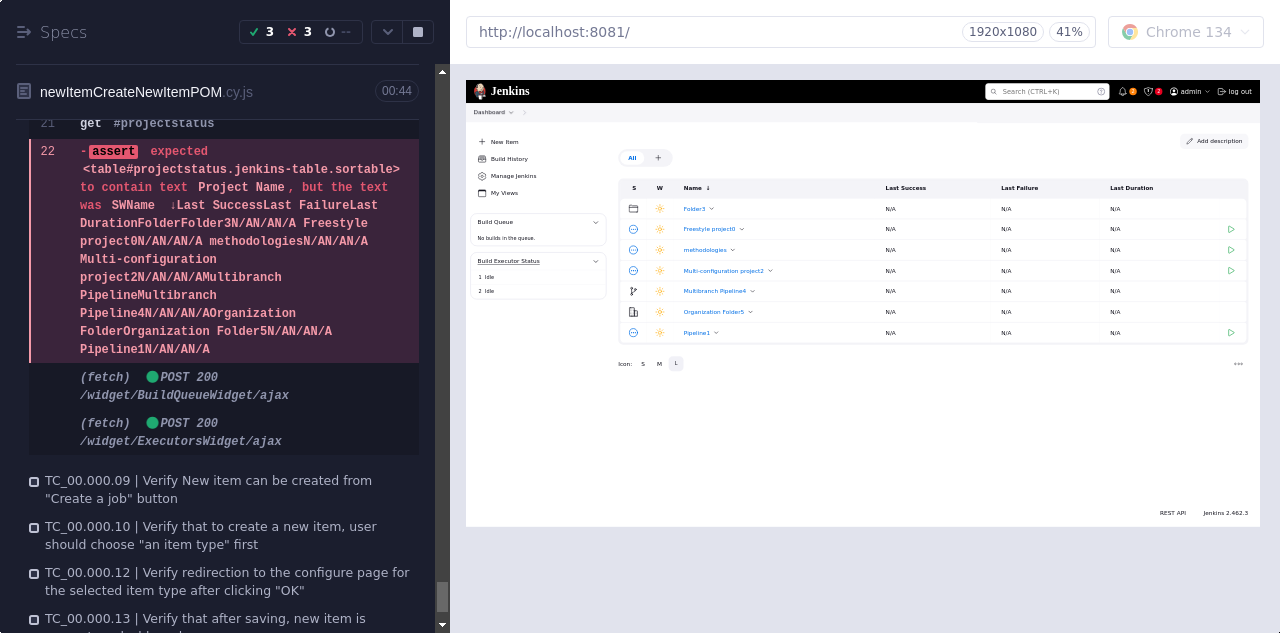 Specs
3
3
--
newItemCreateNewItemPOM.cy.js
00:44
21 get #projectstatus
22 -assert expected
<table#projectstatus.jenkins-table.sortable>
to contain text Project Name, but the text
was SWName ↓Last SuccessLast FailureLast
DurationFolderFolder3N/AN/AN/A Freestyle
project0N/AN/AN/A methodologiesN/AN/AN/A
Multi-configuration
project2N/AN/AN/AMultibranch
PipelineMultibranch
Pipeline4N/AN/AN/AOrganization
FolderOrganization Folder5N/AN/AN/A
Pipeline1N/AN/AN/A
(fetch) POST 200
/widget/BuildQueueWidget/ajax
(fetch) POST 200
/widget/ExecutorsWidget/ajax
TC_00.000.09 | Verify New item can be created from
"Create a job" button
TC_00.000.10 | Verify that to create a new item, user
should choose "an item type" first
TC_00.000.12 | Verify redirection to the configure page for
the selected item type after clicking "OK"
TC_00.000.13 | Verify that after saving, new item is
http://localhost:8081/
1920x1080
41%
Chrome 134
Jenkins
Search (CTRL+K)
admin
log out
Dashboard
New Item
Build History
Manage Jenkins
My Views
Build Queue
No builds in the queue.
Build Executor Status
1 Idle
2 Idle
Add description
All +
S W Name ↓ Last Success Last Failure Last Duration
Folder3 N/A N/A N/A
Freestyle project0 N/A N/A N/A
methodologies N/A N/A N/A
Multi-configuration project2 N/A N/A N/A
Multibranch Pipeline4 N/A N/A N/A
Organization Folder5 N/A N/A N/A
Pipeline1 N/A N/A N/A
Icon: S M L
REST API
Jenkins 2.462.3